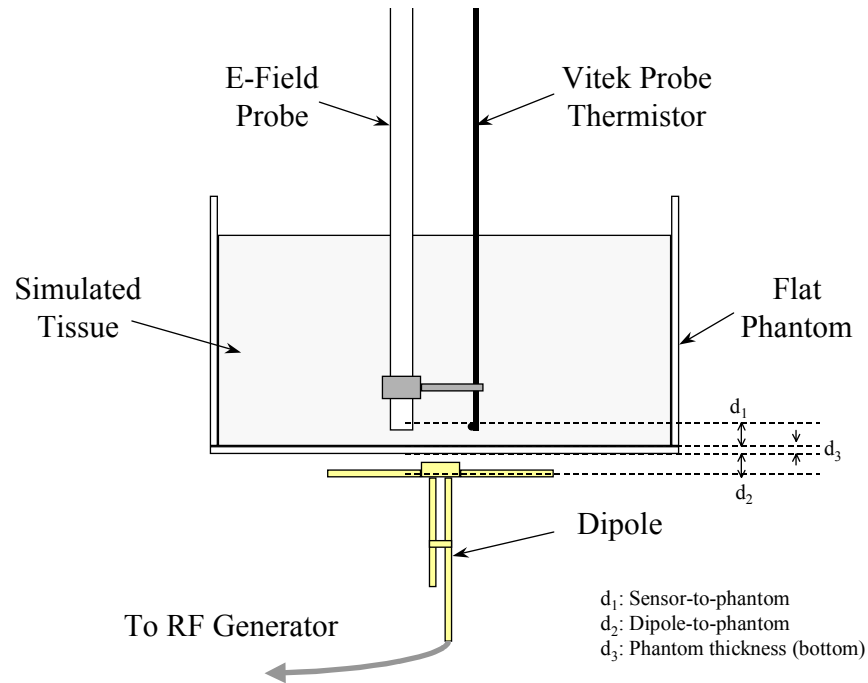 E-Field
Probe
Vitek Probe
Thermistor
Simulated
Tissue
Flat
Phantom
d₁
d₃
d₂
Dipole
To RF Generator
d₁: Sensor-to-phantom
d₂: Dipole-to-phantom
d₃: Phantom thickness (bottom)